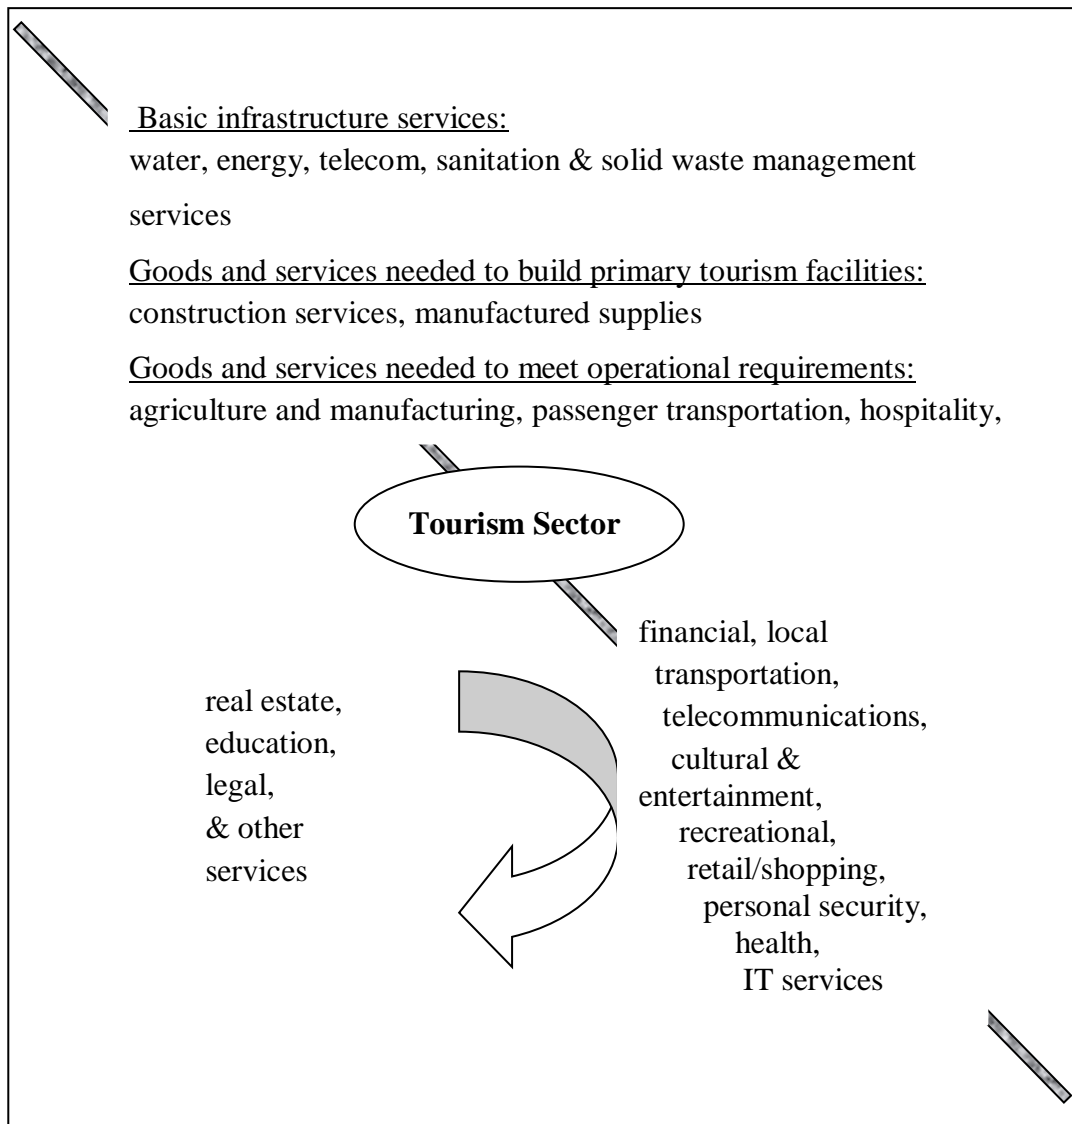 Basic infrastructure services:
water, energy, telecom, sanitation & solid waste management
services
Goods and services needed to build primary tourism facilities:
construction services, manufactured supplies
Goods and services needed to meet operational requirements:
agriculture and manufacturing, passenger transportation, hospitality,
Tourism Sector
financial, local
transportation,
telecommunications,
cultural &
entertainment,
recreational,
retail/shopping,
personal security,
health,
IT services
real estate,
education,
legal,
& other
services